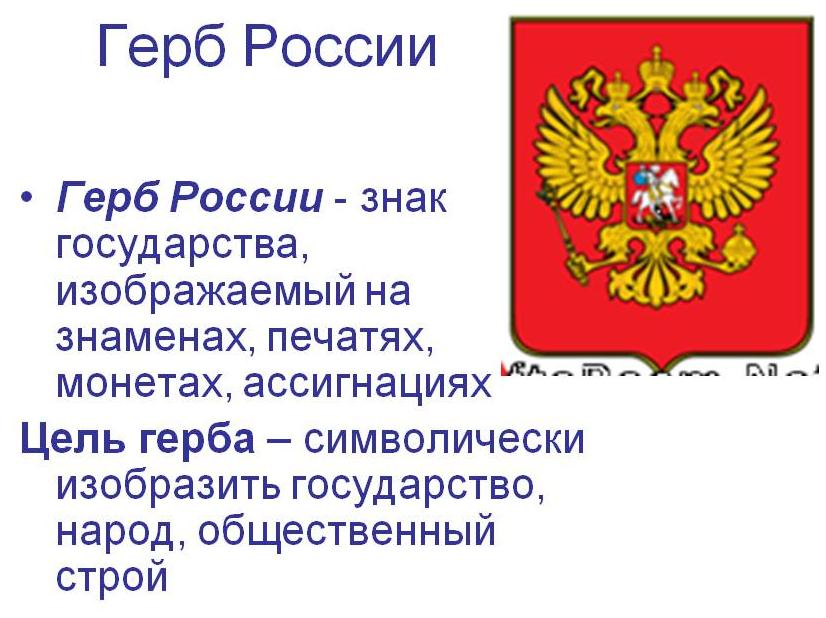 Герб России
• Герб России - знак
государства,
изображаемый на
знаменах, печатях,
монетах, ассигнациях
Цель герба – символически
изобразить государство,
народ, общественный
строй